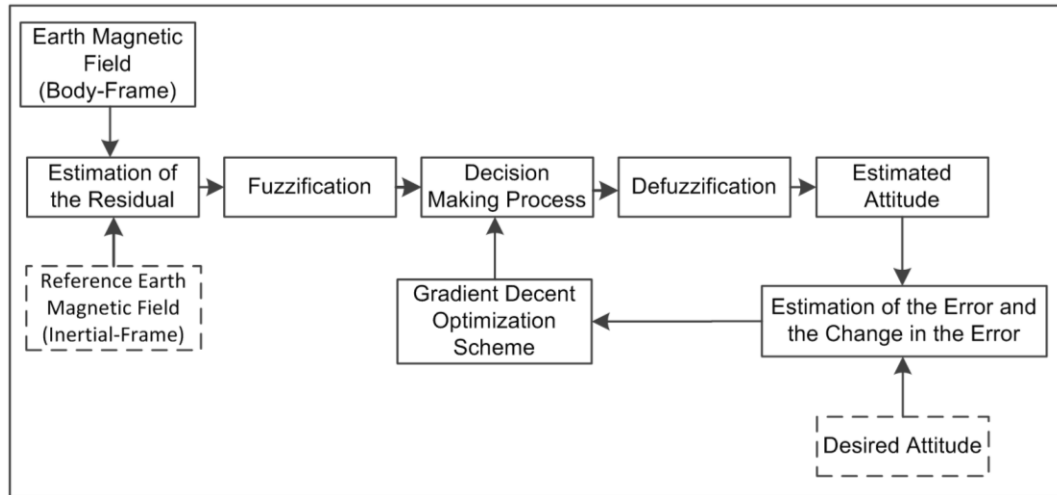 Earth Magnetic
Field
(Body-Frame)
Estimation of
the Residual
Fuzzification
Decision
Making Process
Defuzzification
Estimated
Attitude
Reference Earth
Magnetic Field
(Inertial-Frame)
Gradient Decent
Optimization
Scheme
Estimation of the Error and
the Change in the Error
Desired Attitude